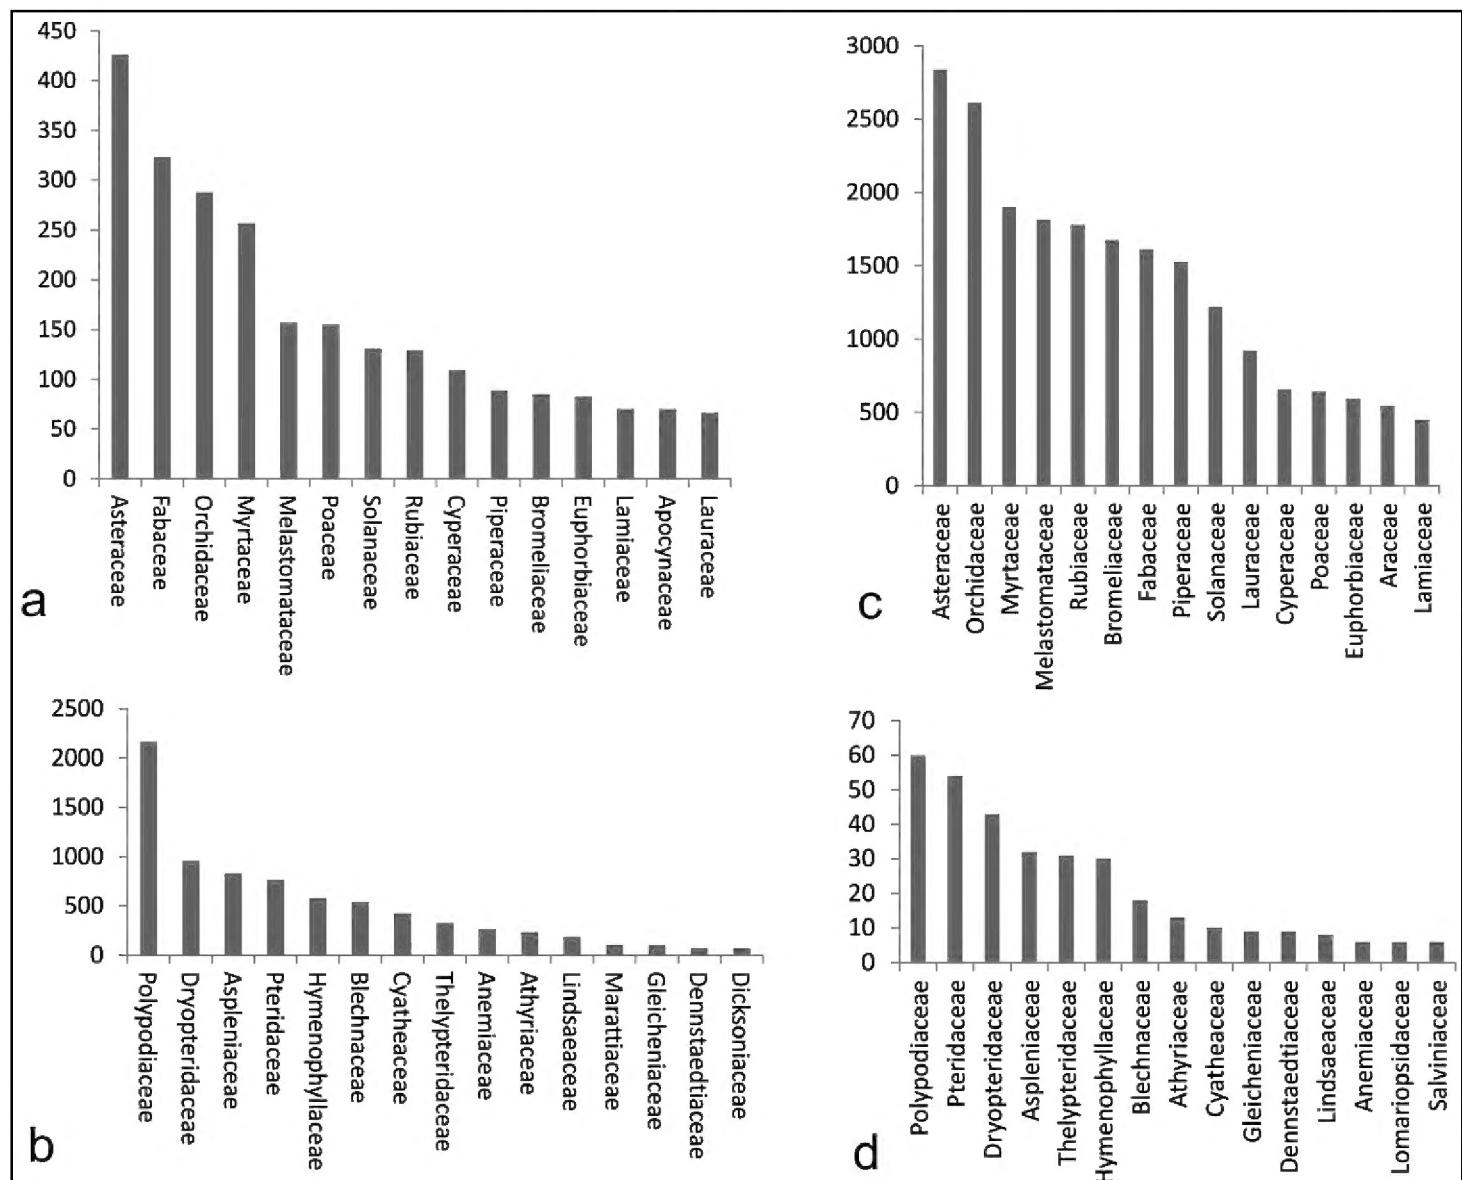 450
400
350
300
250
200
150
100
50
0
Asteraceae
Fabaceae
Orchidaceae
Myrtaceae
Melastomataceae
Poaceae
Solanaceae
Rubiaceae
Cyperaceae
Piperaceae
Bromeliaceae
Euphorbiaceae
Lamiaceae
Apocynaceae
Lauraceae
a
3000
2500
2000
1500
1000
500
0
Asteraceae
Orchidaceae
Myrtaceae
Melastomataceae
Rubiaceae
Bromeliaceae
Fabaceae
Piperaceae
Solanaceae
Lauraceae
Cyperaceae
Poaceae
Euphorbiaceae
Araceae
Lamiaceae
c
2500
2000
1500
1000
500
0
Polypodiaceae
Dryopteridaceae
Aspleniaceae
Pteridaceae
Hymenophyllaceae
Blechnaceae
Cyatheaceae
Thelypteridaceae
Anemiaceae
Athyriaceae
Lindsaeaceae
Marattiaceae
Gleicheniaceae
Dennstaedtiaceae
Dicksoniaceae
b
70
60
50
40
30
20
10
0
Polypodiaceae
Pteridaceae
Dryopteridaceae
Aspleniaceae
Thelypteridaceae
Hymenophyllaceae
Blechnaceae
Athyriaceae
Cyatheaceae
Gleicheniaceae
Dennstaedtiaceae
Lindsaeaceae
Anemiaceae
Lomariopsidaceae
Salviniaceae
d